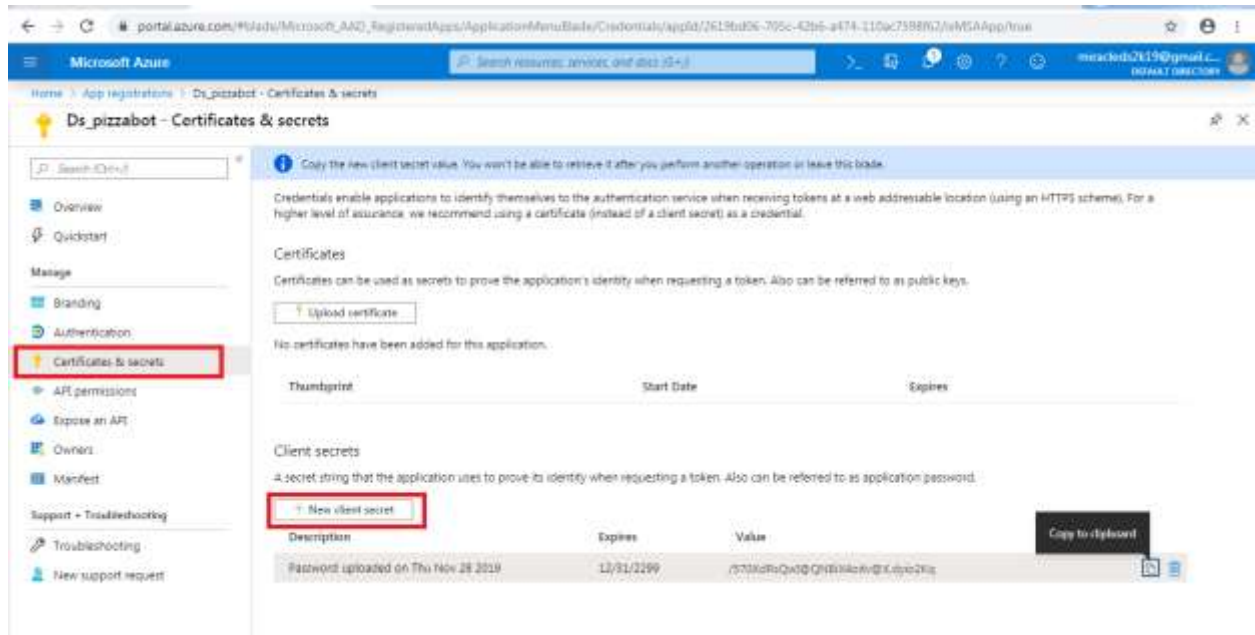 portal.azure.com/
Microsoft Azure
Search resources, services, and docs (G+/)
DEFAULT DIRECTORY
Home > App registrations > Ds_pizzabot - Certificates & secrets
Ds_pizzabot - Certificates & secrets
Search (Ctrl+/)
Overview
Quickstart
Manage
Branding
Authentication
Certificates & secrets
API permissions
Expose an API
Owners
Manifest
Support + Troubleshooting
Troubleshooting
New support request
Copy the new client secret value. You won't be able to retrieve it after you perform another operation or leave this blade.
Credentials enable applications to identify themselves to the authentication service when receiving tokens at a web addressable location (using an HTTPS scheme). For a
higher level of assurance, we recommend using a certificate (instead of a client secret) as a credential.
Certificates
Certificates can be used as secrets to prove the application's identity when requesting a token. Also can be referred to as public keys.
Upload certificate
No certificates have been added for this application.
Thumbprint Start Date Expires
Client secrets
A secret string that the application uses to prove its identity when requesting a token. Also can be referred to as application password.
+ New client secret
Copy to clipboard
Description Expires Value
Password uploaded on Thu Nov 28 2019 12/31/2299